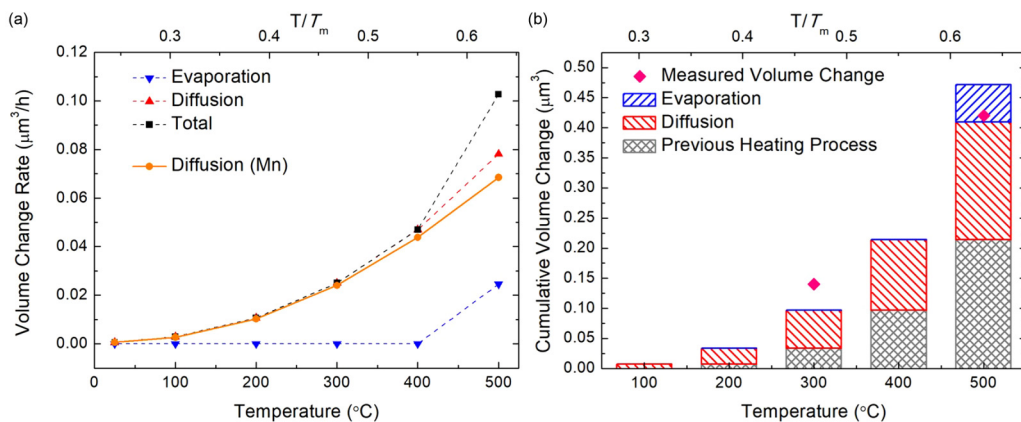 (a)
T/Tm
0.3 0.4 0.5 0.6
0.12
0.10
0.08
0.06
0.04
0.02
0.00
Volume Change Rate (μm³/h)
Evaporation
Diffusion
Total
Diffusion (Mn)
0 100 200 300 400 500
Temperature (°C)
(b)
T/Tm
0.3 0.4 0.5 0.6
0.50
0.45
0.40
0.35
0.30
0.25
0.20
0.15
0.10
0.05
0.00
Cumulative Volume Change (μm³)
Measured Volume Change
Evaporation
Diffusion
Previous Heating Process
100 200 300 400 500
Temperature (°C)